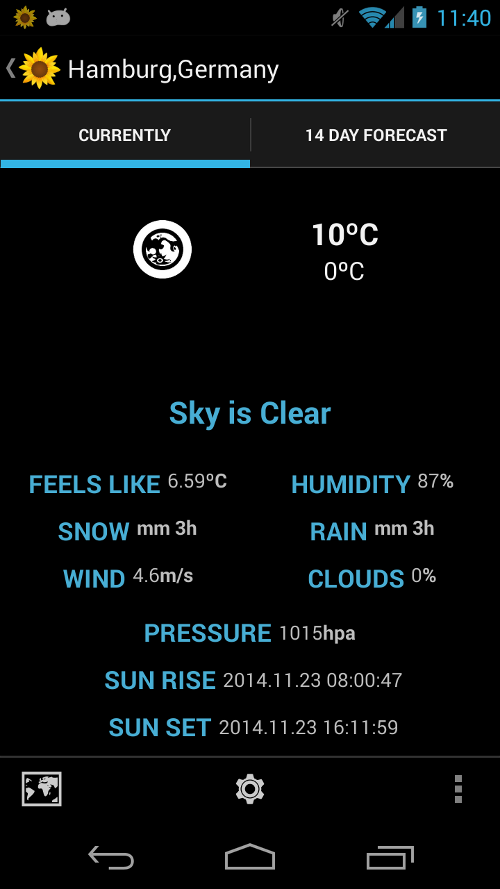 11:40
Hamburg,Germany
CURRENTLY 14 DAY FORECAST
10ºC
0ºC
Sky is Clear
FEELS LIKE 6.59ºC HUMIDITY 87%
SNOW mm 3h RAIN mm 3h
WIND 4.6m/s CLOUDS 0%
PRESSURE 1015hpa
SUN RISE 2014.11.23 08:00:47
SUN SET 2014.11.23 16:11:59